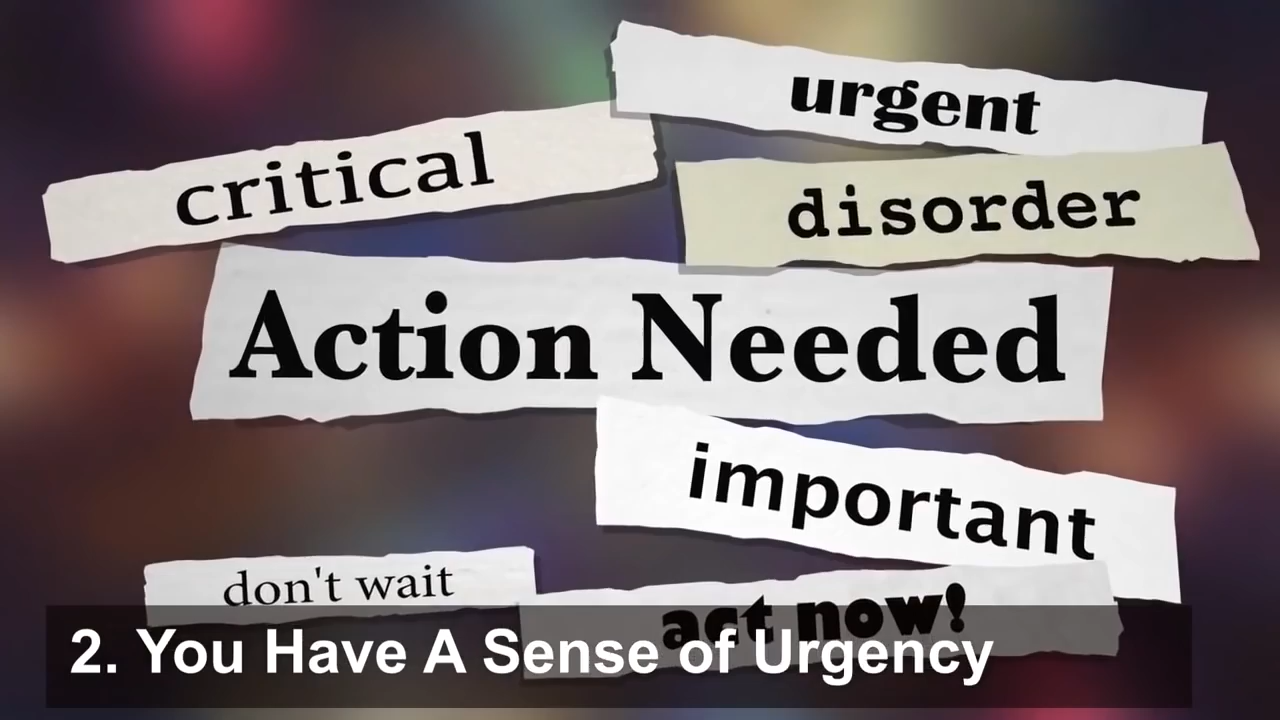 urgent
critical
disorder
Action Needed
important
don't wait
act now!
2. You Have A Sense of Urgency